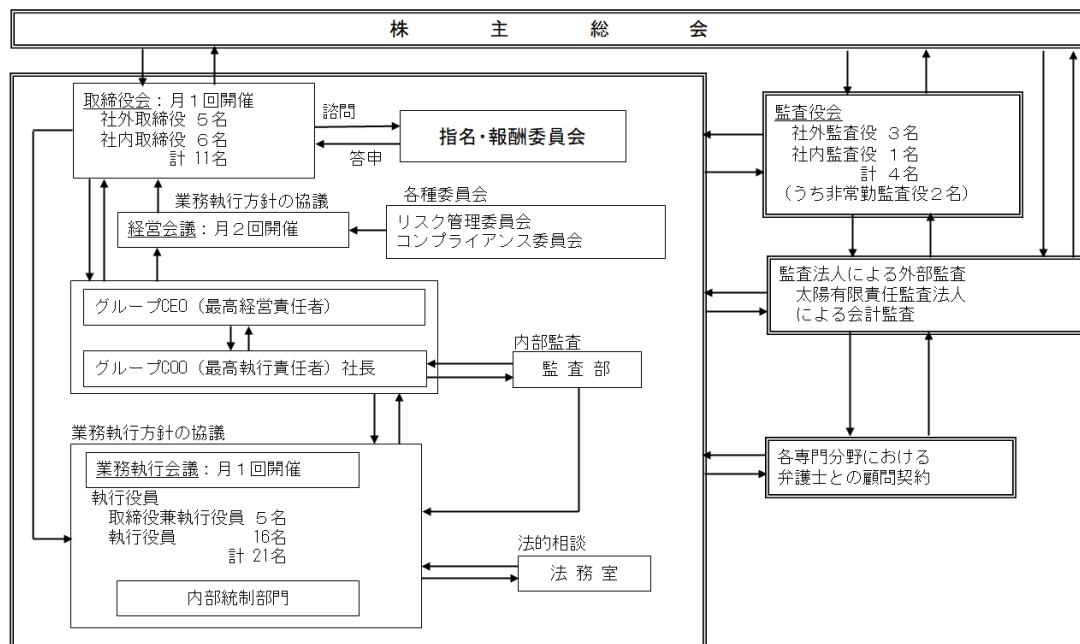 株主総会
取締役会：月１回開催
社外取締役 ５名
社内取締役 ６名
計 11名
諮問
答申
指名・報酬委員会
監査役会
社外監査役 ３名
社内監査役 １名
計 ４名
（うち非常勤監査役２名）
業務執行方針の協議
経営会議：月２回開催
各種委員会
リスク管理委員会
コンプライアンス委員会
監査法人による外部監査
太陽有限責任監査法人
による会計監査
グループCEO（最高経営責任者）
グループCOO（最高執行責任者）社長
内部監査
監査部
業務執行方針の協議
業務執行会議：月１回開催
執行役員
取締役兼執行役員 ５名
執行役員 16名
計 21名
内部統制部門
法的相談
法務室
各専門分野における
弁護士との顧問契約